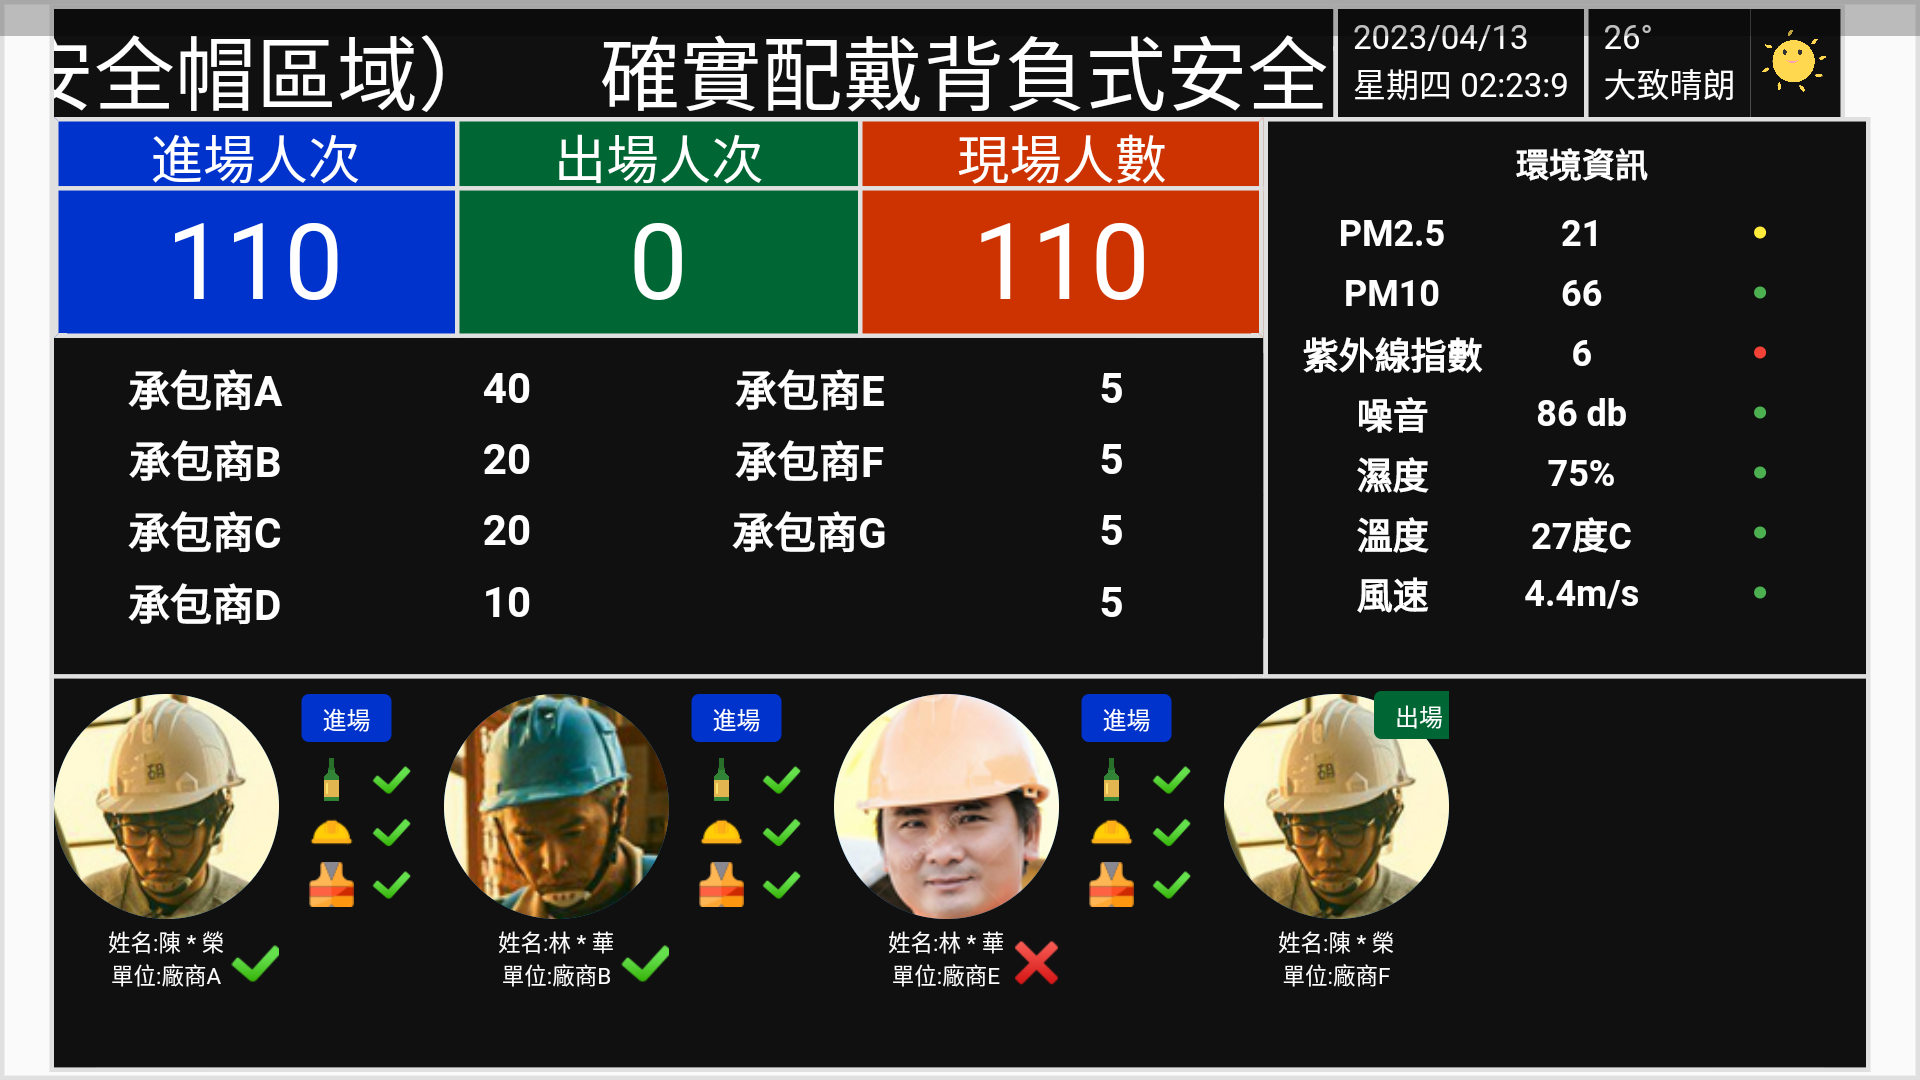 安全帽區域） 確實配戴背負式安全
2023/04/13
星期四 02:23:9
26°
大致晴朗
進場人次
出場人次
現場人數
110
0
110
承包商A 40 承包商E 5
承包商B 20 承包商F 5
承包商C 20 承包商G 5
承包商D 10 5
環境資訊
PM2.5 21
PM10 66
紫外線指數 6
噪音 86 db
濕度 75%
溫度 27度C
風速 4.4m/s
進場
姓名:陳 * 榮
單位:廠商A
進場
姓名:林 * 華
單位:廠商B
進場
姓名:林 * 華
單位:廠商E
出場
姓名:陳 * 榮
單位:廠商F